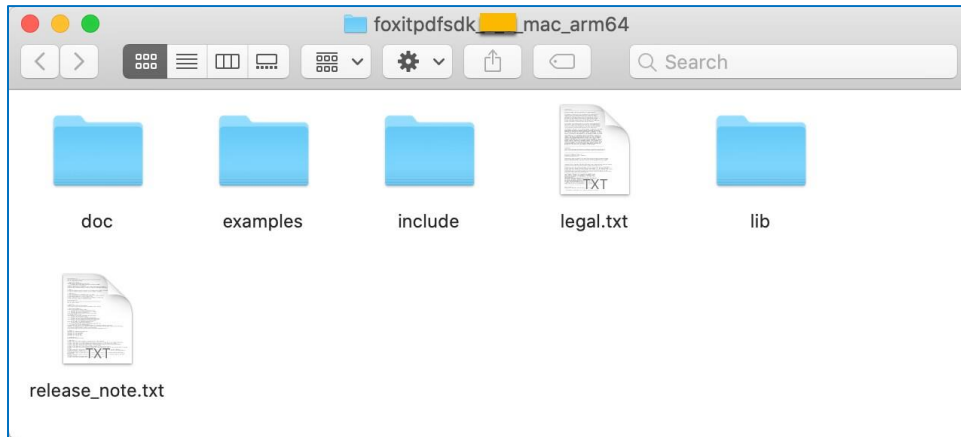 foxitpdfsdk_ _mac_arm64
Search
doc examples include legal.txt lib
TXT
release_note.txt
TXT